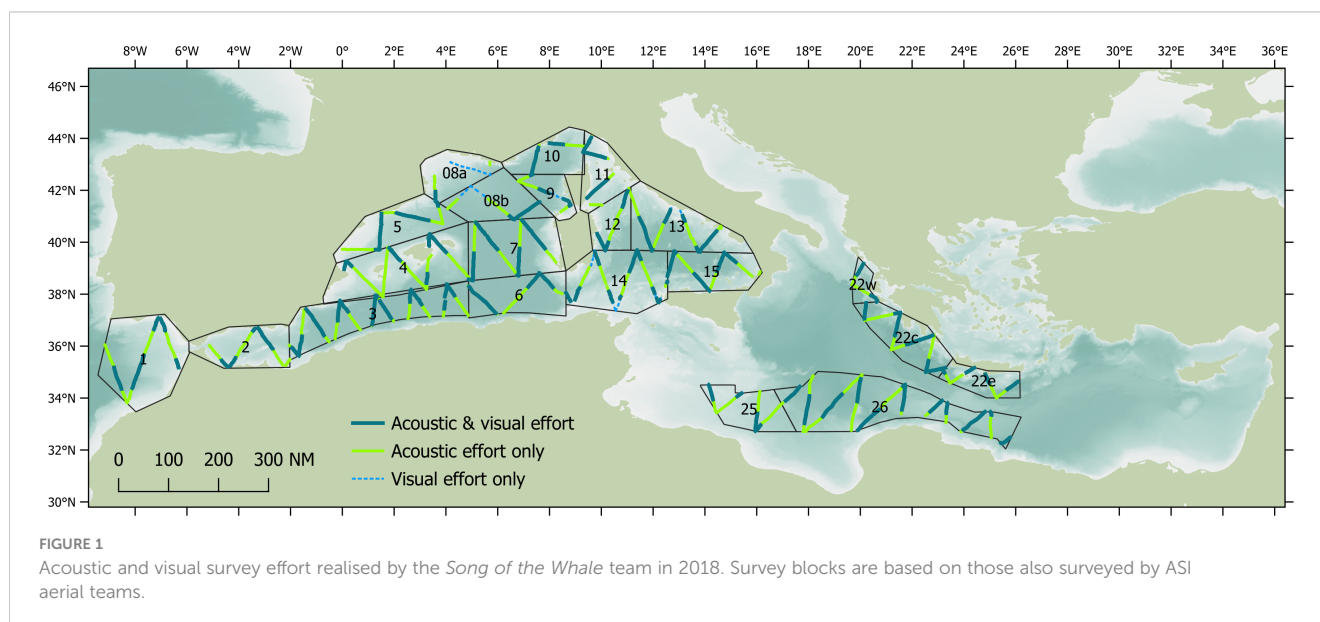 8°W 6°W 4°W 2°W 0° 2°E 4°E 6°E 8°E 10°E 12°E 14°E 16°E 18°E 20°E 22°E 24°E 26°E 28°E 30°E 32°E 34°E 36°E
46°N
44°N
42°N
40°N
38°N
36°N
34°N
32°N
30°N
10
08a
11
9
08b
5
12
13
7
4
15
14
22w
6
3
22c
1
2
22e
25
26
Acoustic & visual effort
Acoustic effort only
Visual effort only
0 100 200 300 NM
FIGURE 1
Acoustic and visual survey effort realised by the Song of the Whale team in 2018. Survey blocks are based on those also surveyed by ASI
aerial teams.